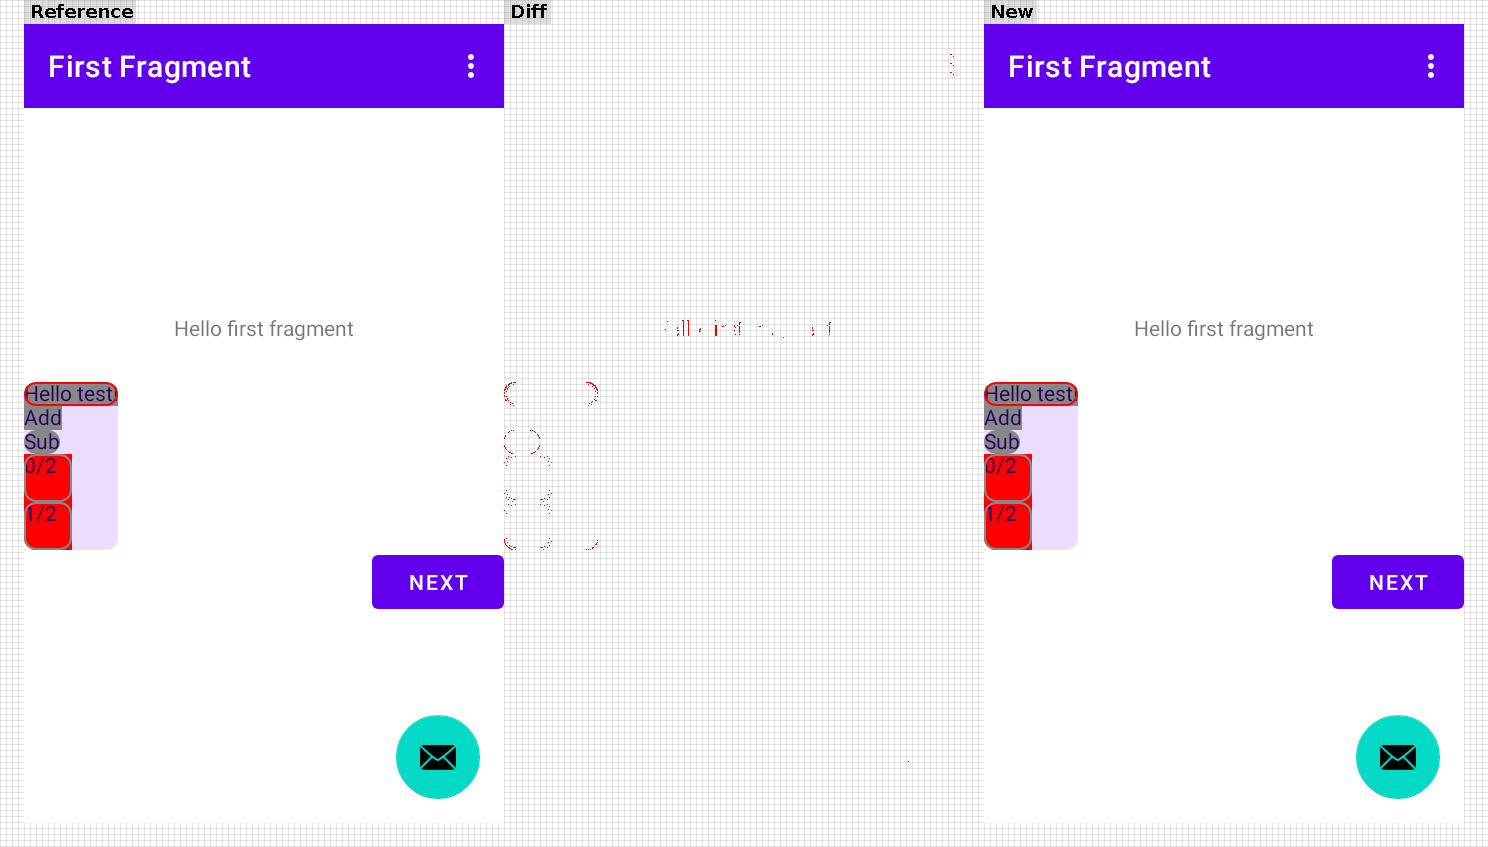 Reference
Diff
New
First Fragment
First Fragment
Hello first fragment
Hello first fragment
Hello test
Add
Sub
0/2
1/2
Hello test
Add
Sub
0/2
1/2
NEXT
NEXT